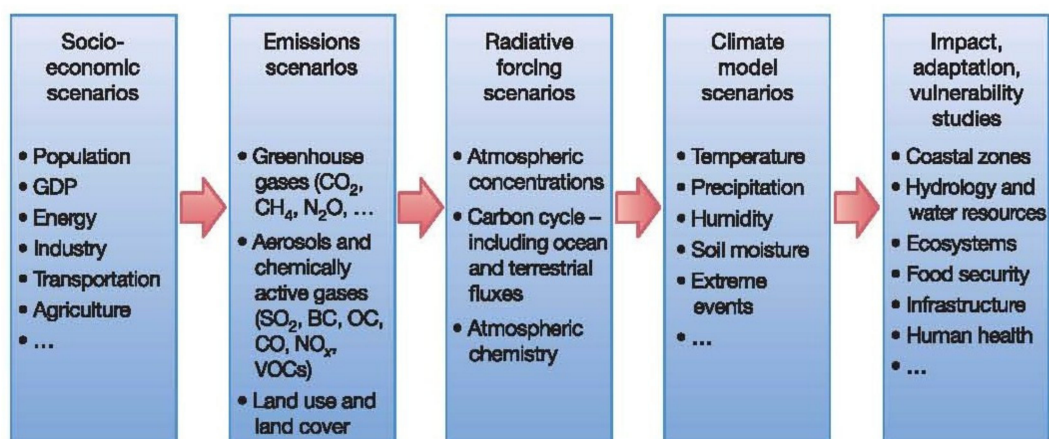 Socio-
economic
scenarios
• Population
• GDP
• Energy
• Industry
• Transportation
• Agriculture
• ...
Emissions
scenarios
• Greenhouse
gases (CO₂,
CH₄, N₂O, ...
• Aerosols and
chemically
active gases
(SO₂, BC, OC,
CO, NOₓ,
VOCs)
• Land use and
land cover
Radiative
forcing
scenarios
• Atmospheric
concentrations
• Carbon cycle –
including ocean
and terrestrial
fluxes
• Atmospheric
chemistry
Climate
model
scenarios
• Temperature
• Precipitation
• Humidity
• Soil moisture
• Extreme
events
• ...
Impact,
adaptation,
vulnerability
studies
• Coastal zones
• Hydrology and
water resources
• Ecosystems
• Food security
• Infrastructure
• Human health
• ...